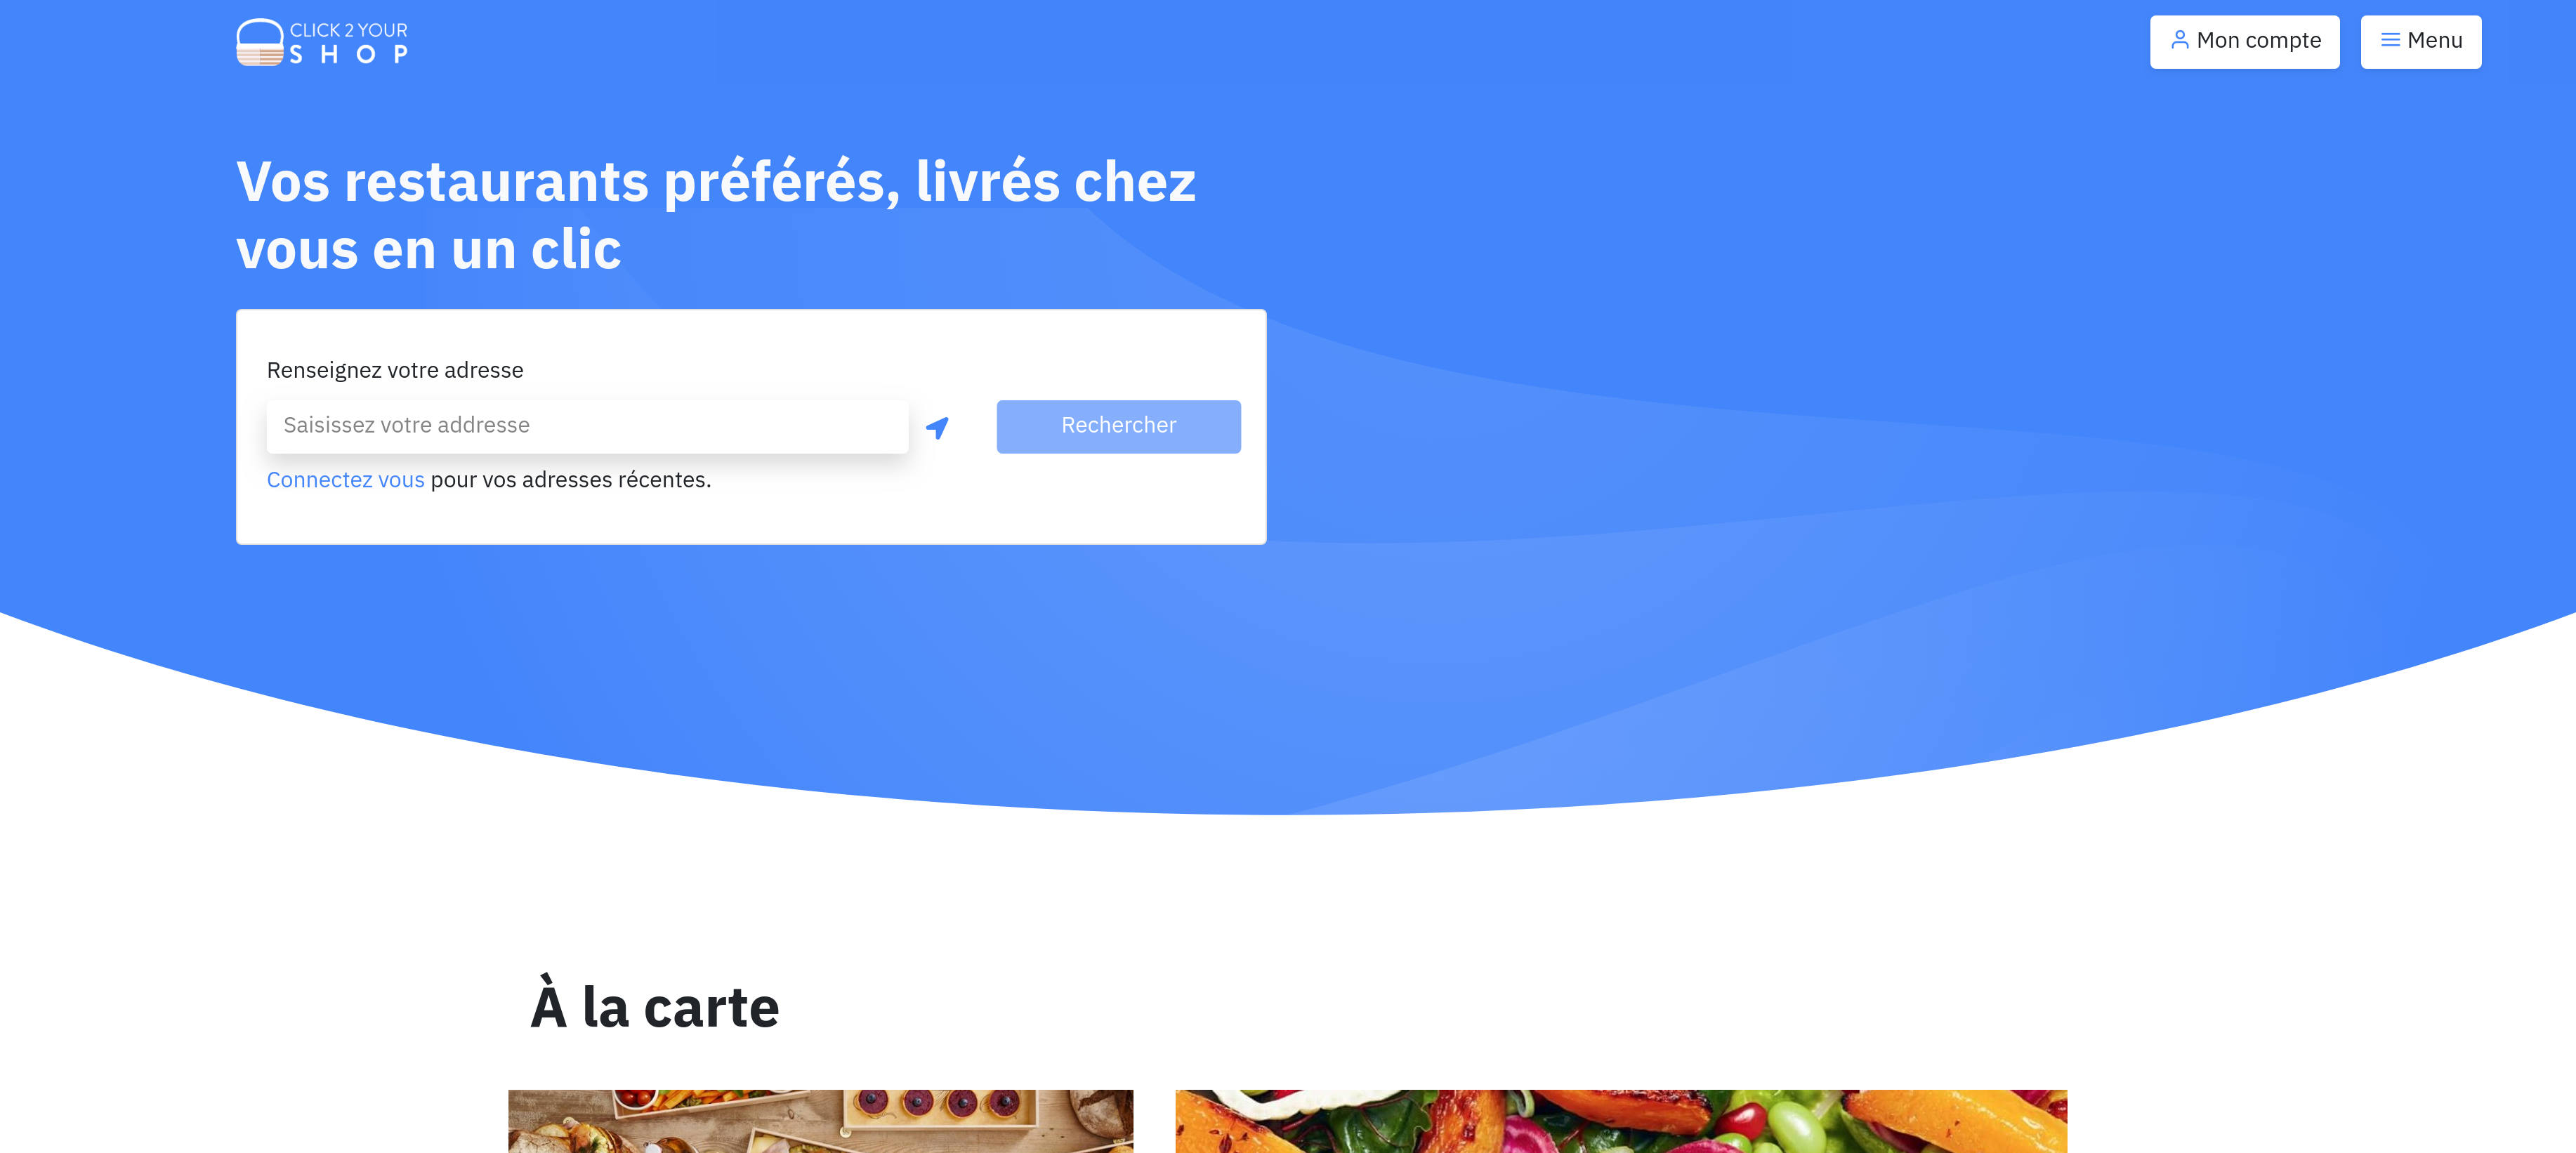 CLICK 2 YOUR
SHOP
Mon compte
Menu
Vos restaurants préférés, livrés chez
vous en un clic
Renseignez votre adresse
Saisissez votre addresse
Rechercher
Connectez vous pour vos adresses récentes.
À la carte